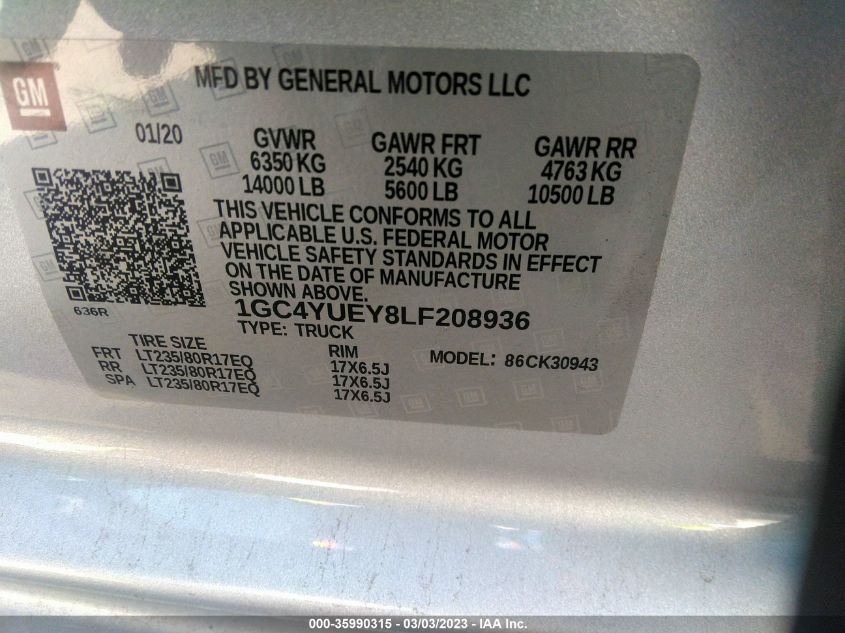 GM
MFD BY GENERAL MOTORS LLC
01/20
GVWR GAWR FRT GAWR RR
6350 KG 2540 KG 4763 KG
14000 LB 5600 LB 10500 LB
THIS VEHICLE CONFORMS TO ALL
APPLICABLE U.S. FEDERAL MOTOR
VEHICLE SAFETY STANDARDS IN EFFECT
ON THE DATE OF MANUFACTURE
SHOWN ABOVE.
636R
1GC4YUEY8LF208936
TYPE: TRUCK
TIRE SIZE RIM MODEL: 86CK30943
FRT LT235/80R17EQ 17X6.5J
RR LT235/80R17EQ 17X6.5J
SPA LT235/80R17EQ 17X6.5J
000-35990315 - 03/03/2023 - © IAA Inc.